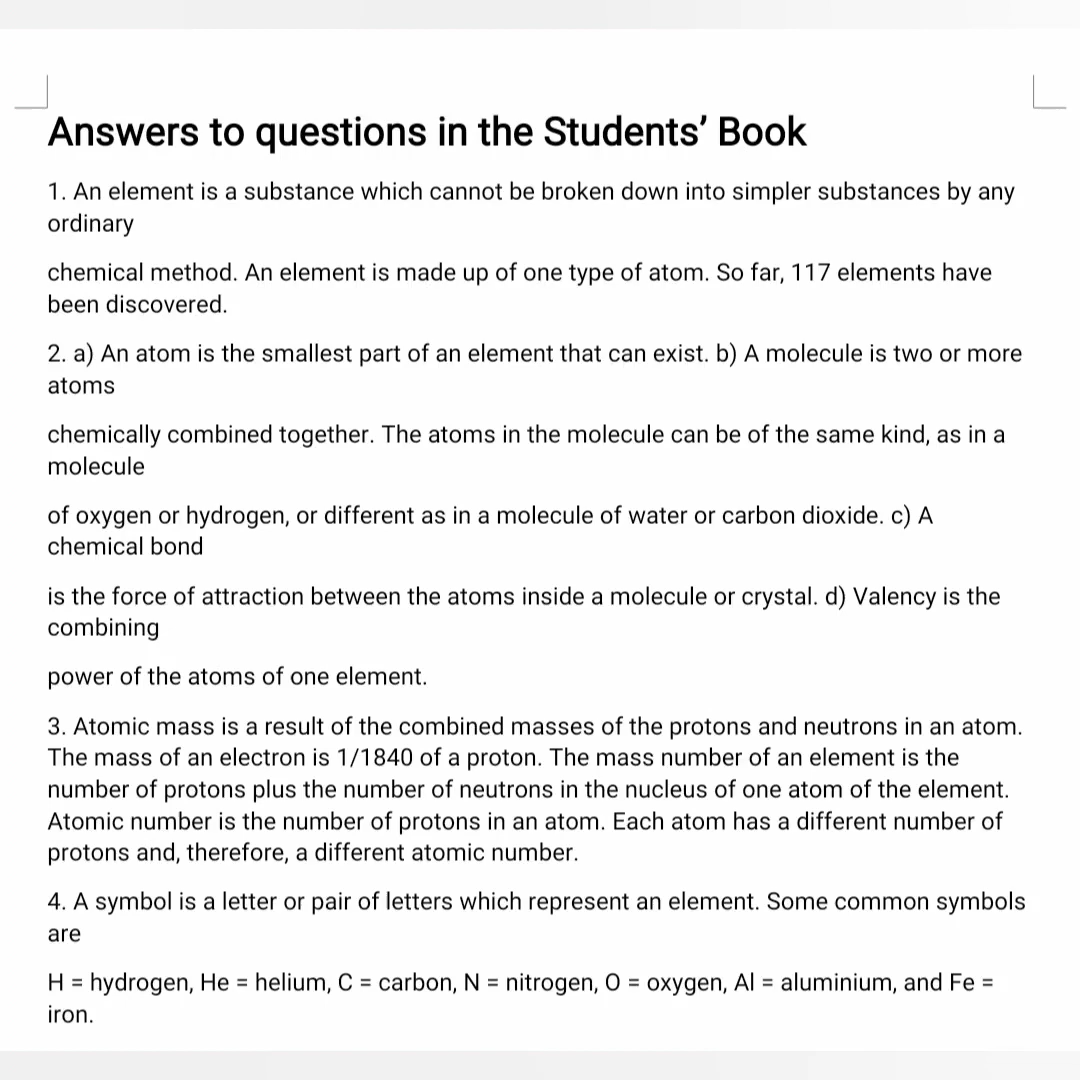 Answers to questions in the Students’ Book
1. An element is a substance which cannot be broken down into simpler substances by any
ordinary
chemical method. An element is made up of one type of atom. So far, 117 elements have
been discovered.
2. a) An atom is the smallest part of an element that can exist. b) A molecule is two or more
atoms
chemically combined together. The atoms in the molecule can be of the same kind, as in a
molecule
of oxygen or hydrogen, or different as in a molecule of water or carbon dioxide. c) A
chemical bond
is the force of attraction between the atoms inside a molecule or crystal. d) Valency is the
combining
power of the atoms of one element.
3. Atomic mass is a result of the combined masses of the protons and neutrons in an atom.
The mass of an electron is 1/1840 of a proton. The mass number of an element is the
number of protons plus the number of neutrons in the nucleus of one atom of the element.
Atomic number is the number of protons in an atom. Each atom has a different number of
protons and, therefore, a different atomic number.
4. A symbol is a letter or pair of letters which represent an element. Some common symbols
are
H = hydrogen, He = helium, C = carbon, N = nitrogen, O = oxygen, Al = aluminium, and Fe =
iron.